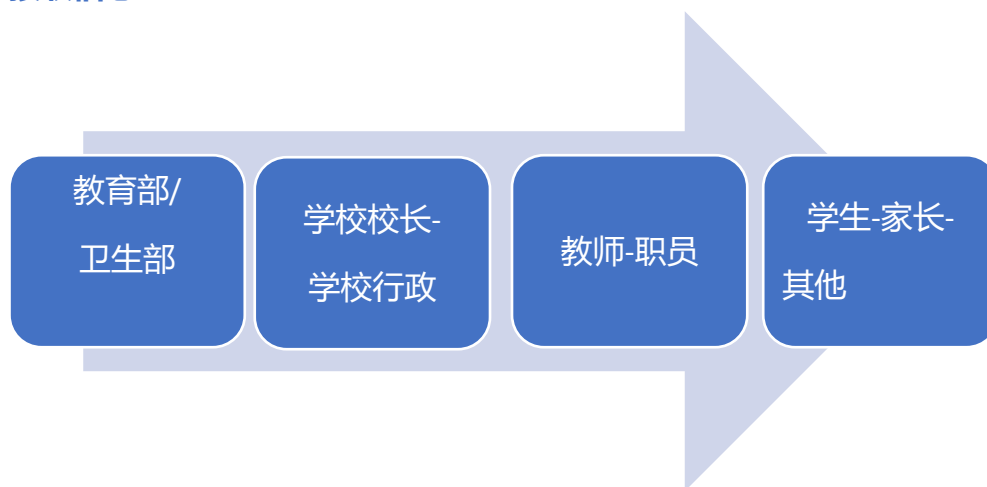 教育部/
卫生部
学校校长-
学校行政
教师-职员
学生-家长-
其他